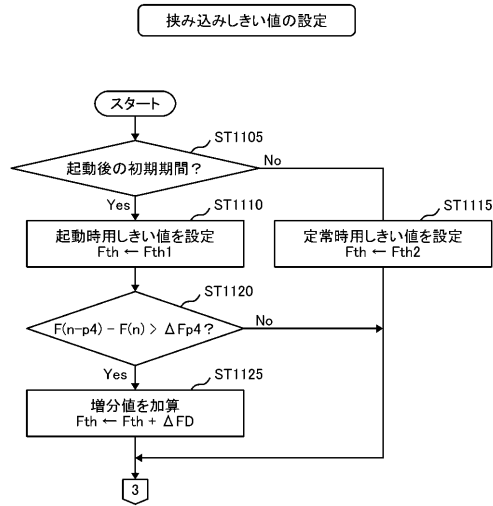 挟み込みしきい値の設定
スタート
ST1105
起動後の初期期間？
No
Yes
ST1110
ST1115
起動時用しきい値を設定
Fth ← Fth1
定常時用しきい値を設定
Fth ← Fth2
ST1120
F(n-p4) − F(n) > ΔFp4？
No
Yes
ST1125
増分値を加算
Fth ← Fth + ΔFD
3